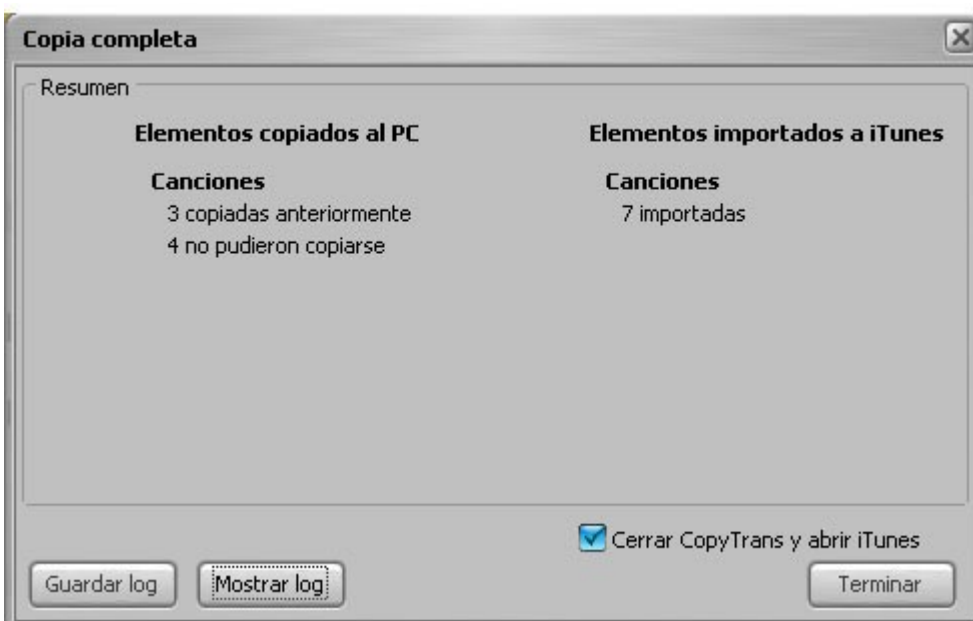 Copia completa
Resumen
Elementos copiados al PC
Canciones
3 copiadas anteriormente
4 no pudieron copiarse
Elementos importados a iTunes
Canciones
7 importadas
Cerrar CopyTrans y abrir iTunes
Guardar log
Mostrar log
Terminar